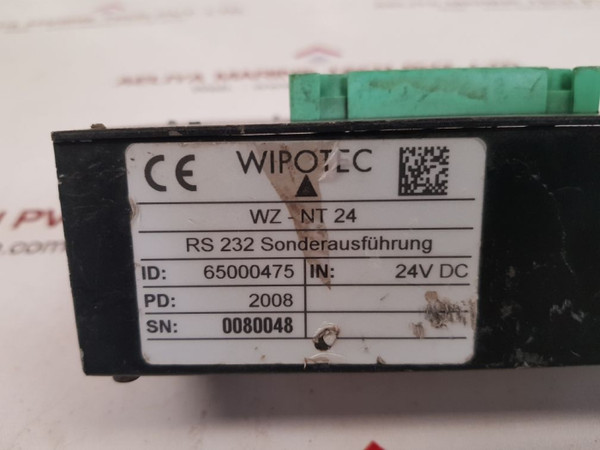 CE WIPOTEC
WZ - NT 24
RS 232 Sonderausführung
ID: 65000475 IN: 24V DC
PD: 2008
SN: 0080048